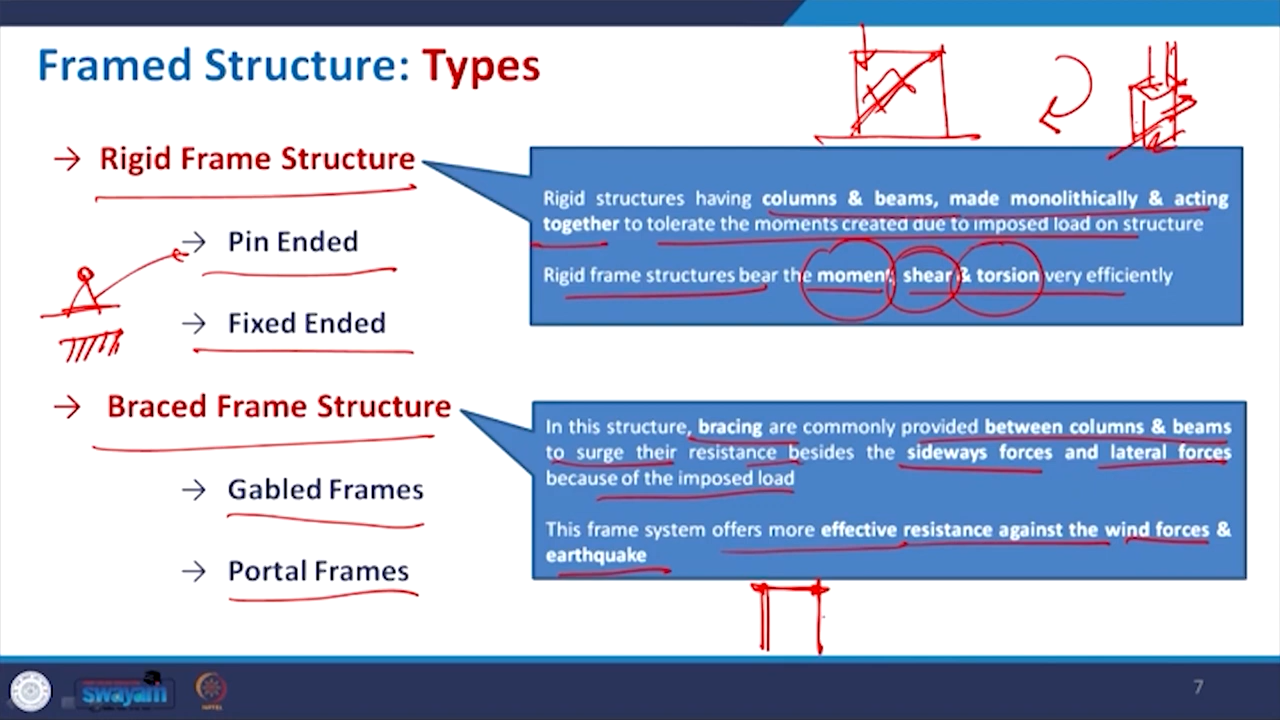 Framed Structure: Types
→ Rigid Frame Structure
→ Pin Ended
→ Fixed Ended
Rigid structures having columns & beams, made monolithically & acting
together to tolerate the moments created due to imposed load on structure
Rigid frame structures bear the moment, shear & torsion very efficiently
→ Braced Frame Structure
→ Gabled Frames
→ Portal Frames
In this structure, bracing are commonly provided between columns & beams
to surge their resistance besides the sideways forces and lateral forces
because of the imposed load
This frame system offers more effective resistance against the wind forces &
earthquake
swayam
7